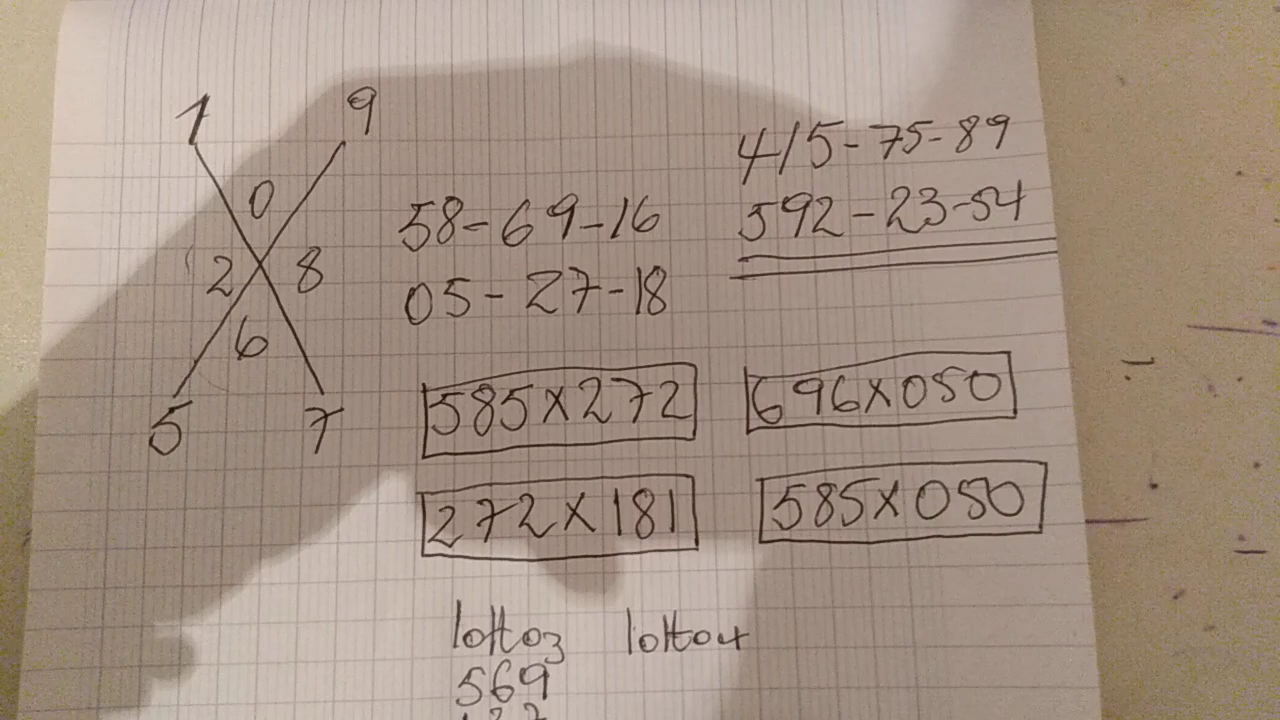 1 9
0
2 8
6
5 7
58-69-16
05-27-18
415-75-89
592-23-54
585x272
696x050
272x181
585x050
lotto3 lotto4
569